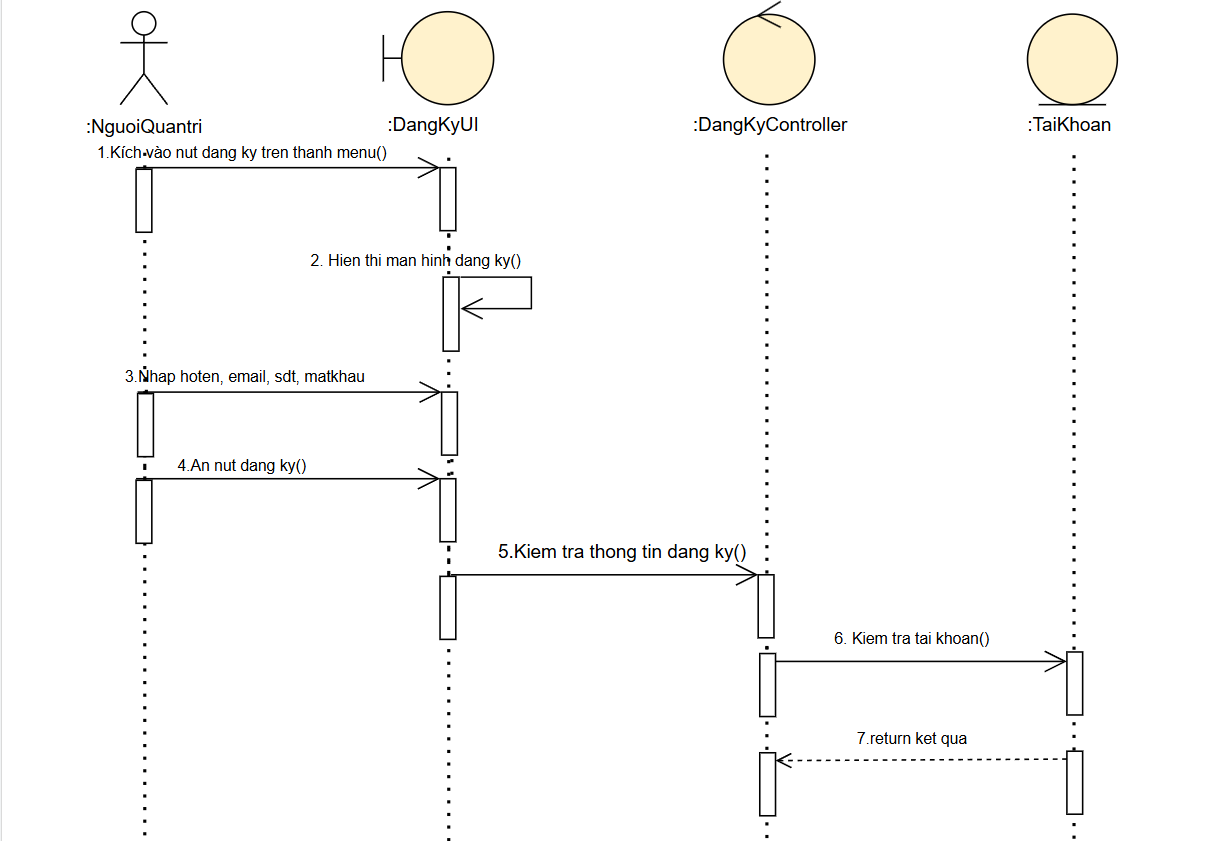 :NguoiQuantri
:DangKyUI
:DangKyController
:TaiKhoan
1.Kích vào nut dang ky tren thanh menu()
2. Hien thi man hinh dang ky()
3.Nhap hoten, email, sdt, matkhau
4.An nut dang ky()
5.Kiem tra thong tin dang ky()
6. Kiem tra tai khoan()
7.return ket qua